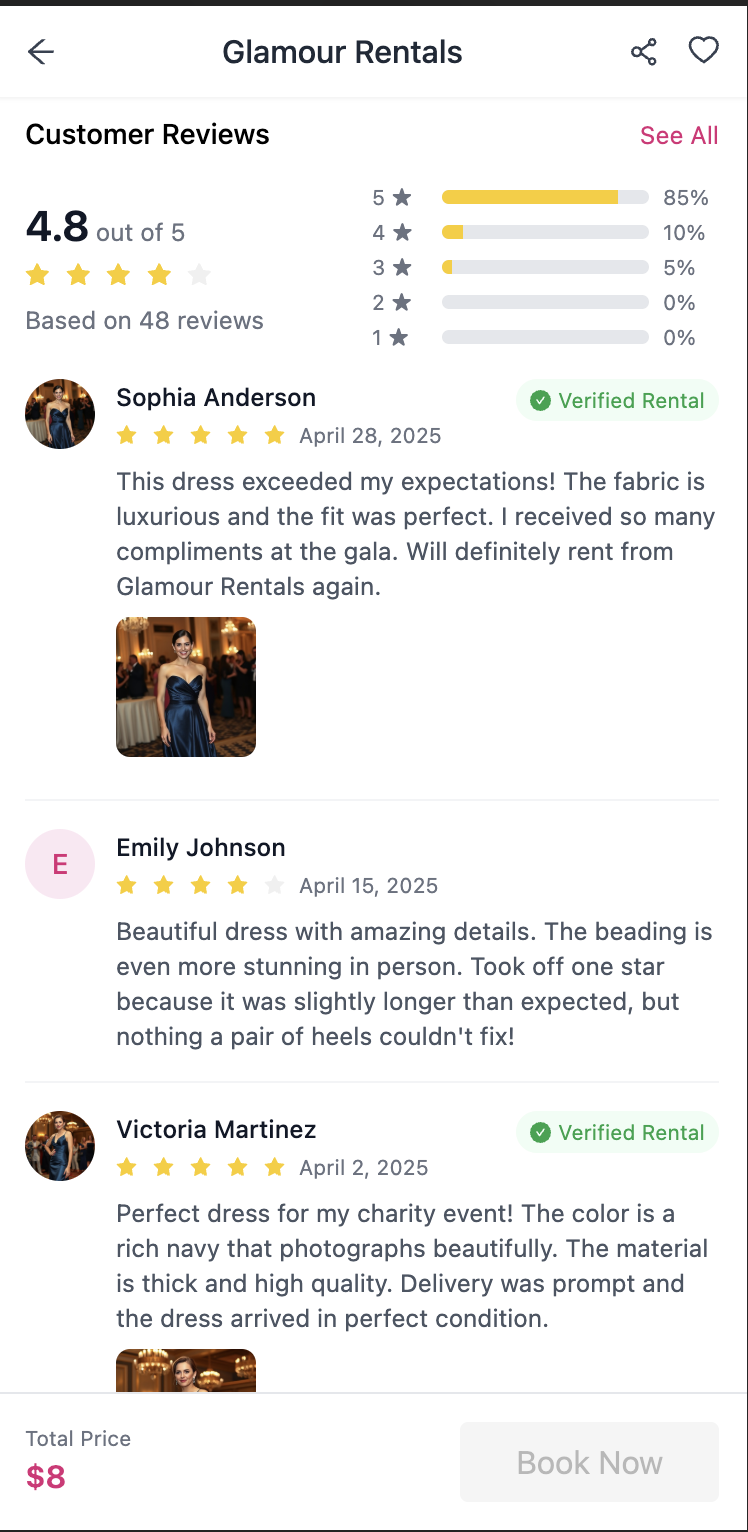 Glamour Rentals
Customer Reviews
See All
4.8 out of 5
Based on 48 reviews
5 ★ 85%
4 ★ 10%
3 ★ 5%
2 ★ 0%
1 ★ 0%
Sophia Anderson
Verified Rental
April 28, 2025
This dress exceeded my expectations! The fabric is
luxurious and the fit was perfect. I received so many
compliments at the gala. Will definitely rent from
Glamour Rentals again.
E
Emily Johnson
April 15, 2025
Beautiful dress with amazing details. The beading is
even more stunning in person. Took off one star
because it was slightly longer than expected, but
nothing a pair of heels couldn't fix!
Victoria Martinez
Verified Rental
April 2, 2025
Perfect dress for my charity event! The color is a
rich navy that photographs beautifully. The material
is thick and high quality. Delivery was prompt and
the dress arrived in perfect condition.
Total Price
$8
Book Now